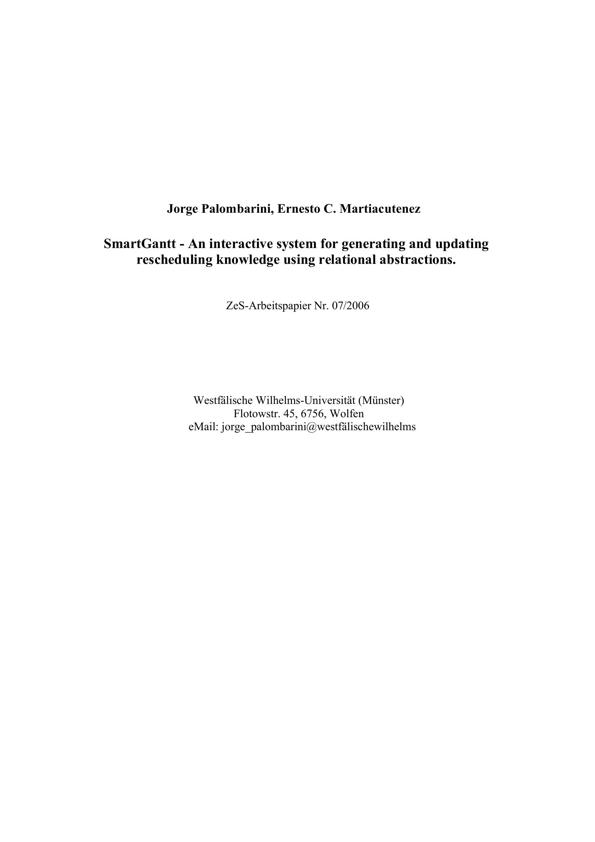 Jorge Palombarini, Ernesto C. Martiacutenez
SmartGantt - An interactive system for generating and updating
rescheduling knowledge using relational abstractions.
ZeS-Arbeitspapier Nr. 07/2006
Westfälische Wilhelms-Universität (Münster)
Flotowstr. 45, 6756, Wolfen
eMail: jorge_palombarini@westfälischewilhelms